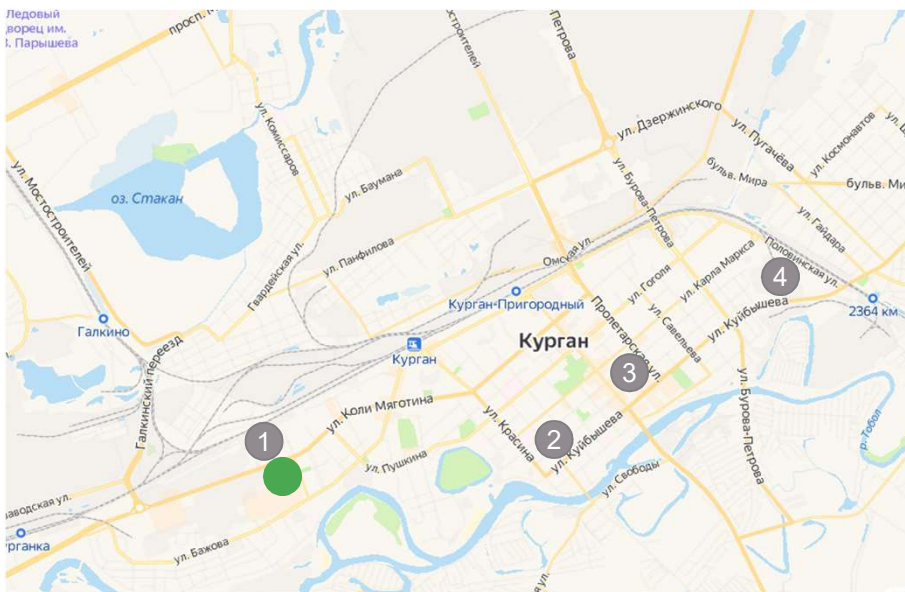 Ледовый
дворец им.
В. Парышева
просп. М
ул. Мостостроителей
оз. Стакан
ул. Комиссаров
ул. Баумана
ул. Панфилова
Гвардейская ул.
Галкино
Галкинский переезд
Петрова
ул. Дзержинского
ул. Пугачёва
ул. Космонавтов
бульв. Мира
бульв. Ми
ул. Бурова-Петрова
ул. Гайдара
Омская ул.
ул. Гоголя
ул. Карла Маркса
Половинская ул.
4
2364 км
Курган-Пригородный
Курган
Курган
Пролетарская ул.
ул. Савельева
ул. Куйбышева
3
ул. Коли Мяготина
1
ул. Пушкина
ул. Красина
2
ул. Куйбышева
ул. Свободы
ул. Бурова-Петрова
р. Тобол
аводская ул.
урганка
ул. Бажова